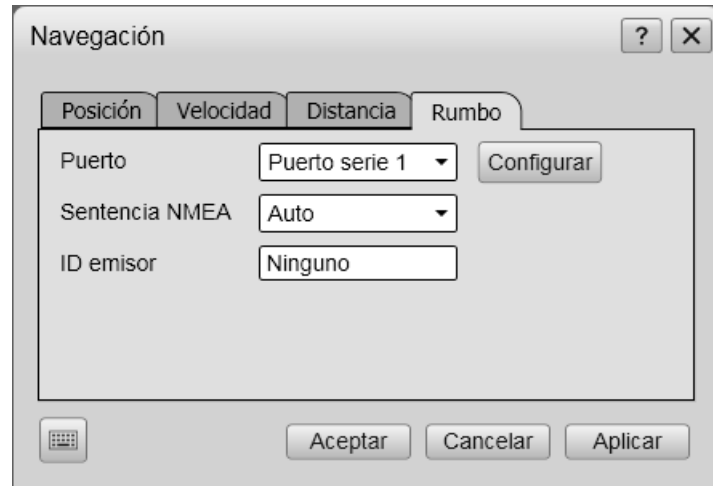 Navegación ?
Posición Velocidad Distancia Rumbo
Puerto Puerto serie 1 Configurar
Sentencia NMEA Auto
ID emisor Ninguno
Aceptar Cancelar Aplicar